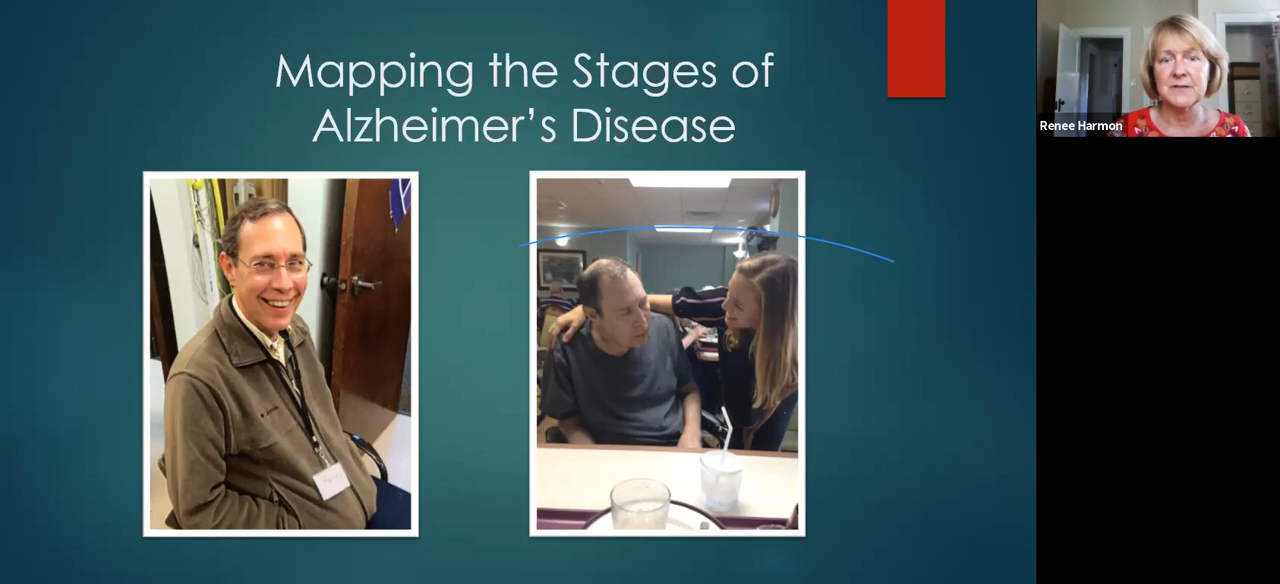 Mapping the Stages of
Alzheimer’s Disease
Renee Harmon